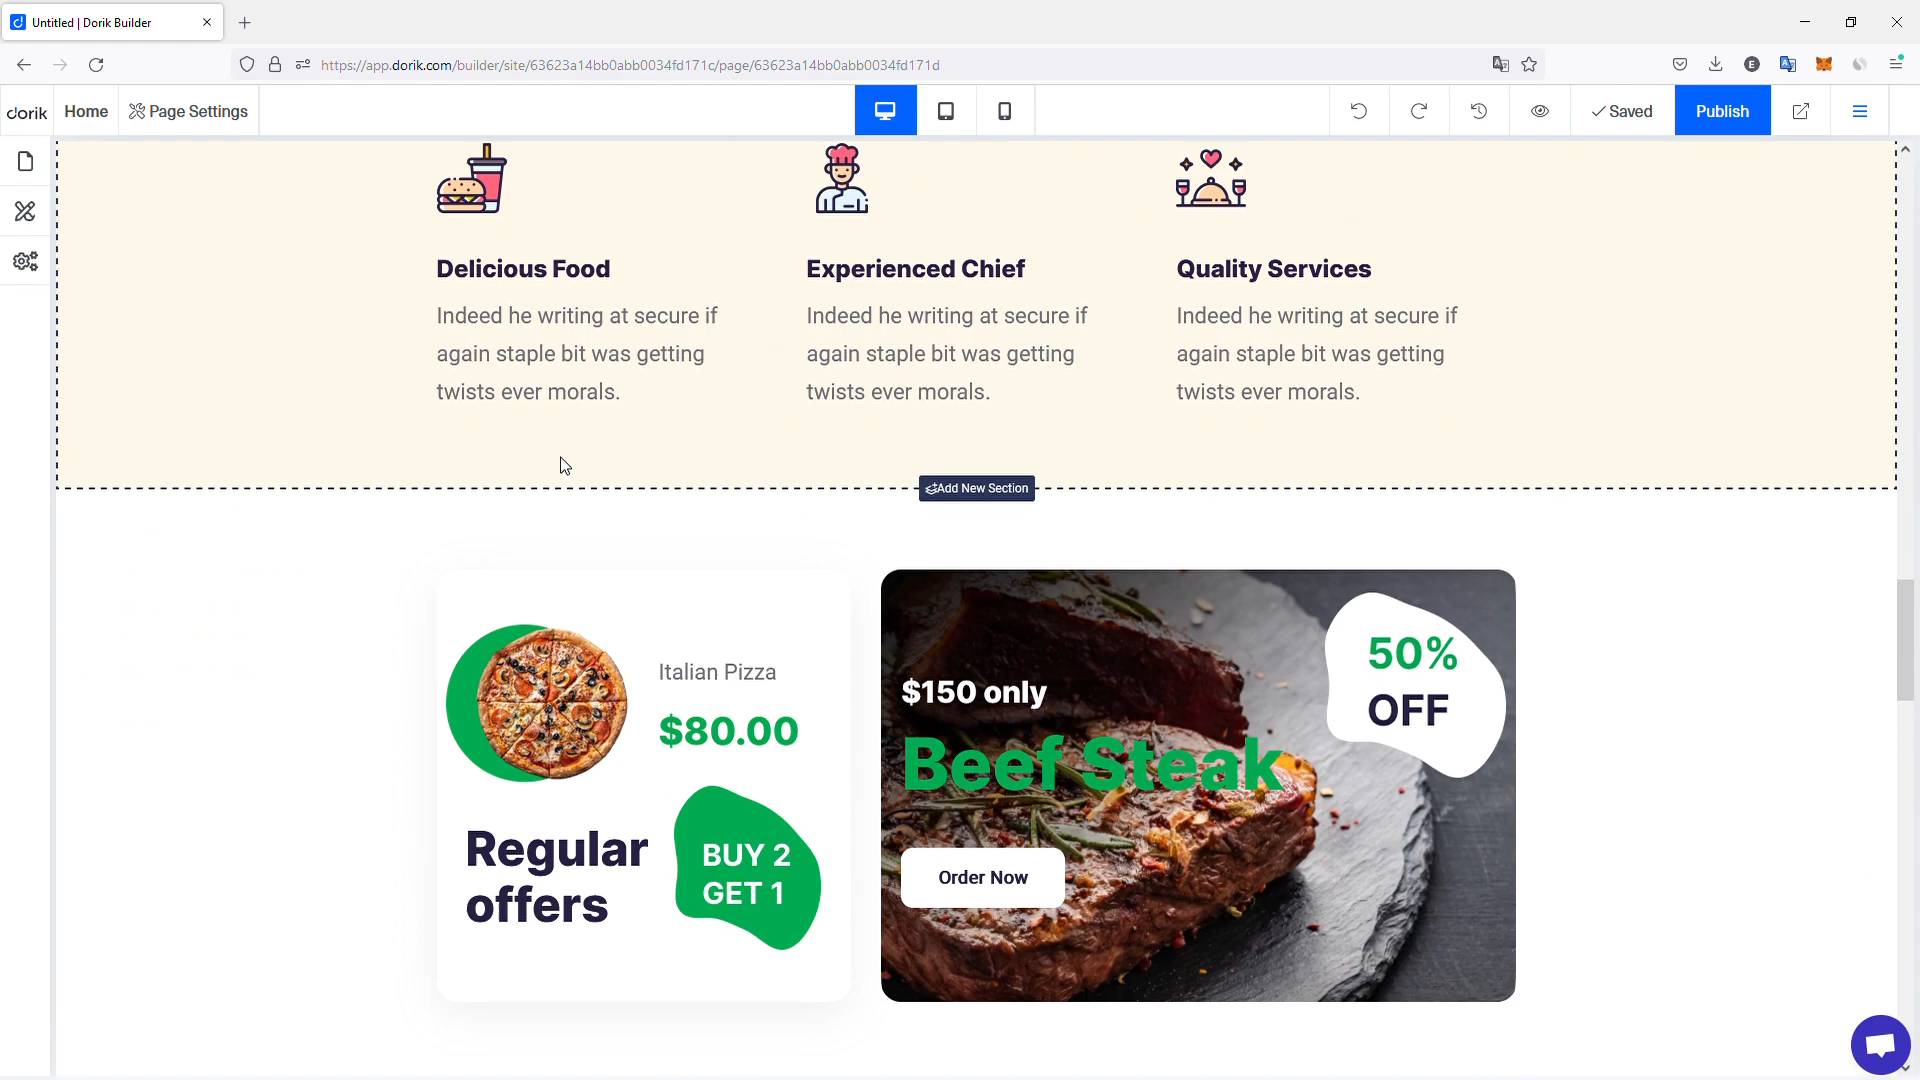 Untitled | Dorik Builder
https://app.dorik.com/builder/site/63623a14bb0abb0034fd171c/page/63623a14bb0abb0034fd171d
E
dorik
Home
Page Settings
Saved
Publish
Delicious Food
Experienced Chief
Quality Services
Indeed he writing at secure if
again staple bit was getting
twists ever morals.
Indeed he writing at secure if
again staple bit was getting
twists ever morals.
Indeed he writing at secure if
again staple bit was getting
twists ever morals.
Add New Section
Italian Pizza
$80.00
Regular
offers
BUY 2
GET 1
$150 only
Beef Steak
Order Now
50%
OFF